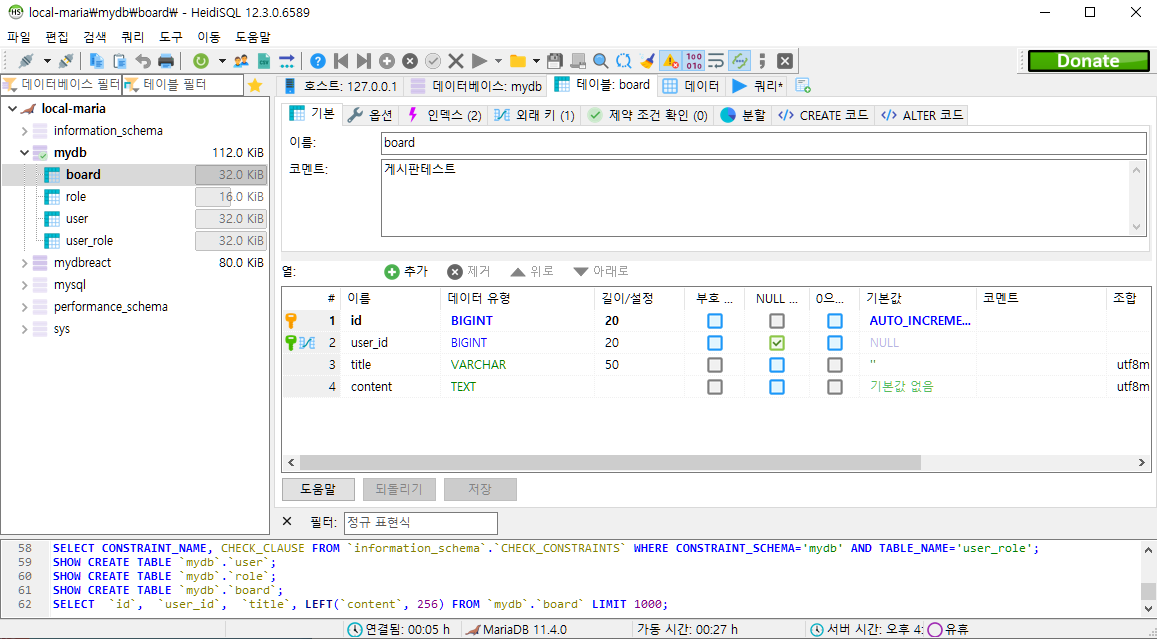 local-maria\mydb\board\ - HeidiSQL 12.3.0.6589
파일 편집 검색 쿼리 도구 이동 도움말
Donate
데이터베이스 필터 테이블 필터
호스트: 127.0.0.1 데이터베이스: mydb 테이블: board 데이터 쿼리*
local-maria
information_schema
mydb 112.0 KiB
board 32.0 KiB
role 16.0 KiB
user 32.0 KiB
user_role 32.0 KiB
mydbreact 80.0 KiB
mysql
performance_schema
sys
기본 옵션 인덱스 (2) 외래 키 (1) 제약 조건 확인 (0) 분할 CREATE 코드 ALTER 코드
이름: board
코멘트: 게시판테스트
열: 추가 제거 위로 아래로
# 이름 데이터 유형 길이/설정 부호 ... NULL ... 0으... 기본값 코멘트 조합
1 id BIGINT 20 AUTO_INCREME...
2 user_id BIGINT 20 NULL
3 title VARCHAR 50 '' utf8m
4 content TEXT 기본값 없음 utf8m
도움말 되돌리기 저장
필터: 정규 표현식
58 SELECT CONSTRAINT_NAME, CHECK_CLAUSE FROM `information_schema`.`CHECK_CONSTRAINTS` WHERE CONSTRAINT_SCHEMA='mydb' AND TABLE_NAME='user_role';
59 SHOW CREATE TABLE `mydb`.`user`;
60 SHOW CREATE TABLE `mydb`.`role`;
61 SHOW CREATE TABLE `mydb`.`board`;
62 SELECT `id`, `user_id`, `title`, LEFT(`content`, 256) FROM `mydb`.`board` LIMIT 1000;
연결됨: 00:05 h MariaDB 11.4.0 가동 시간: 00:27 h 서버 시간: 오후 4: 유휴